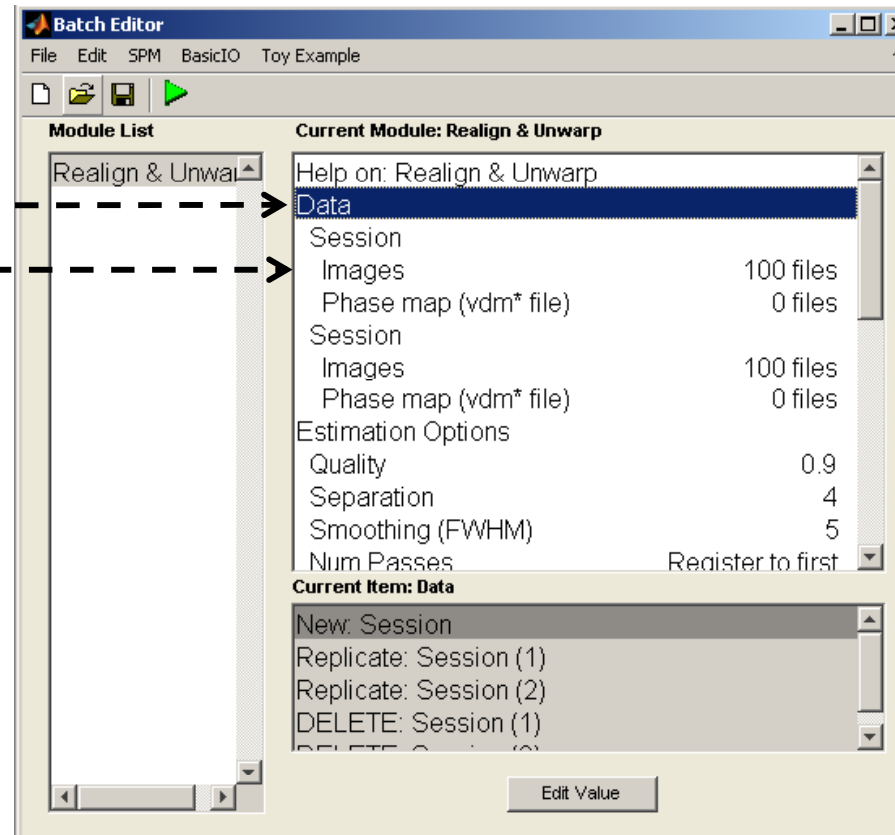 Batch Editor
File Edit SPM BasicIO Toy Example
Module List
Current Module: Realign & Unwarp
Realign & Unwar
Help on: Realign & Unwarp
Data
Session
Images 100 files
Phase map (vdm* file) 0 files
Session
Images 100 files
Phase map (vdm* file) 0 files
Estimation Options
Quality 0.9
Separation 4
Smoothing (FWHM) 5
Num Passes Register to first
Current Item: Data
New: Session
Replicate: Session (1)
Replicate: Session (2)
DELETE: Session (1)
Edit Value